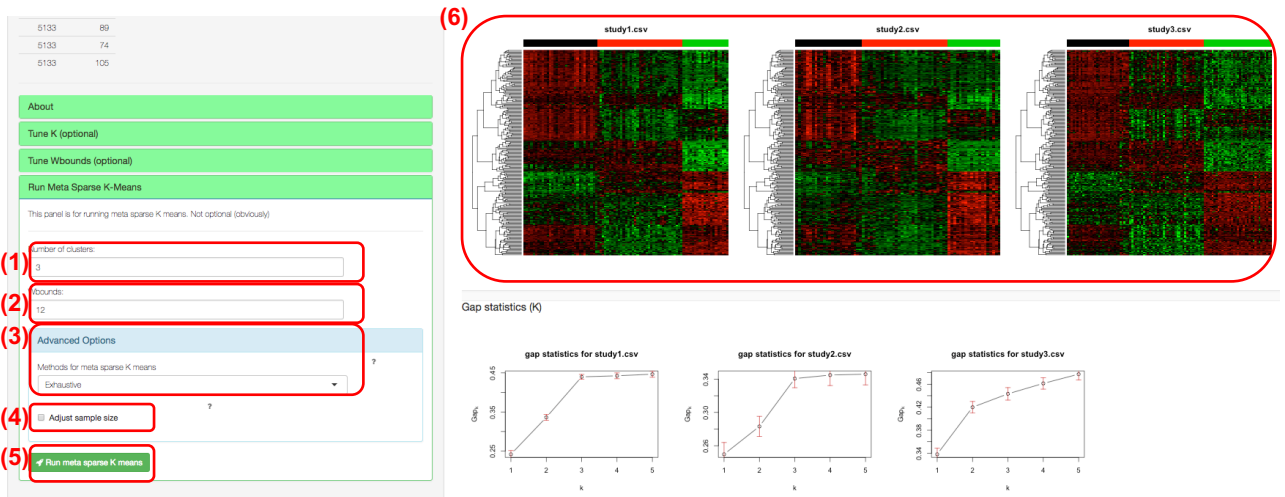 5133 89
5133 74
5133 105
About
Tune K (optional)
Tune Wbounds (optional)
Run Meta Sparse K-Means
This panel is for running meta sparse K means. Not optional (obviously)
(1)
Number of clusters:
3
(2)
Wbounds:
12
(3)
Advanced Options
?
Methods for meta sparse K means
Exhaustive
?
(4)
Adjust sample size
(5)
Run meta sparse K means
(6)
study1.csv
study2.csv
study3.csv
Gap statistics (K)
gap statistics for study1.csv
Gapk
0.45
0.35
0.25
1 2 3 4 5
k
gap statistics for study2.csv
Gapk
0.34
0.30
0.26
1 2 3 4 5
k
gap statistics for study3.csv
Gapk
0.46
0.42
0.38
0.34
1 2 3 4 5
k